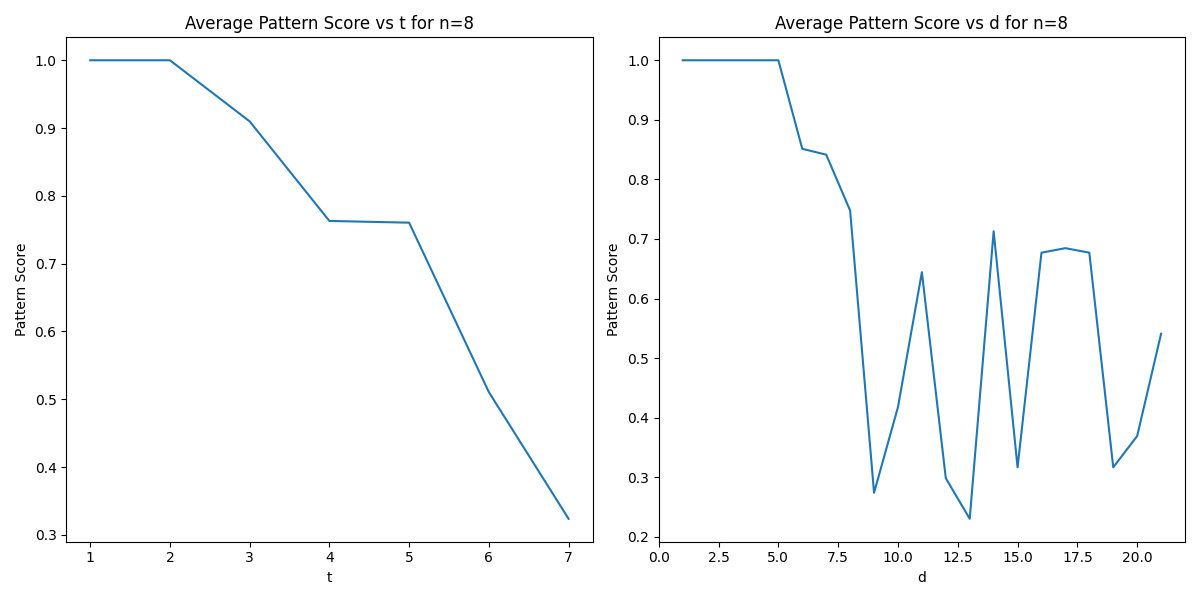 Average Pattern Score vs t for n=8
Pattern Score
1.0
0.9
0.8
0.7
0.6
0.5
0.4
0.3
1 2 3 4 5 6 7
t
Average Pattern Score vs d for n=8
Pattern Score
1.0
0.9
0.8
0.7
0.6
0.5
0.4
0.3
0.2
0.0 2.5 5.0 7.5 10.0 12.5 15.0 17.5 20.0
d